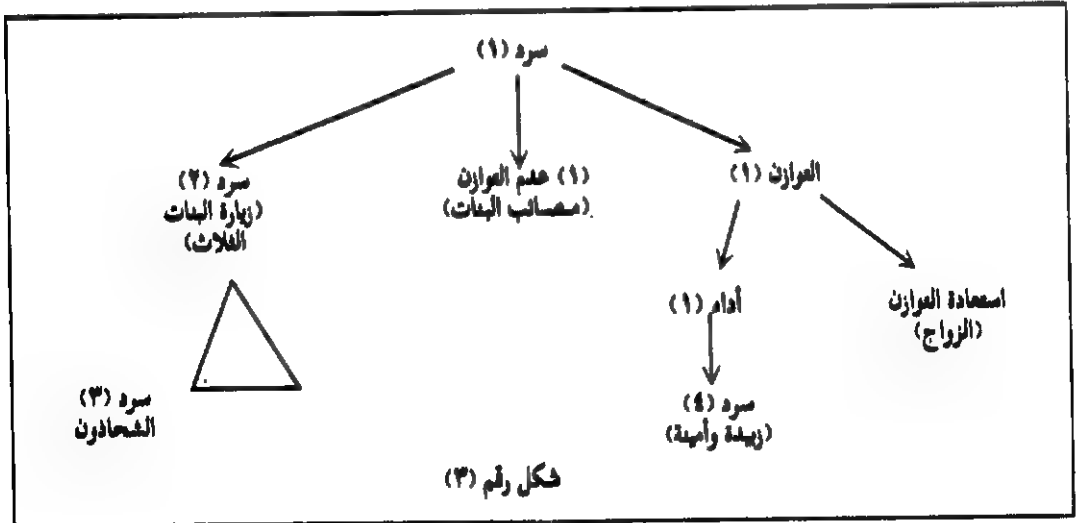 سرد (١)
التوازن (١)
(١) عدم التوازن
(مصائب البنات)
سرد (٢)
(زيارة البنات
الثلاث)
استعادة التوازن
(الزواج)
أداء (١)
سرد (٤)
(زبيدة وأمينة)
سرد (٣)
الشحاذون
شكل رقم (٣)